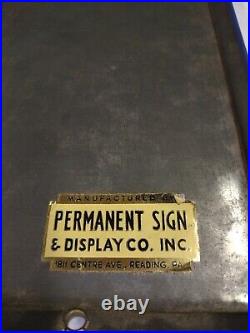 MANUFACTURED BY
PERMANENT SIGN
& DISPLAY CO. INC.
1811 CENTRE AVE., READING, PA.